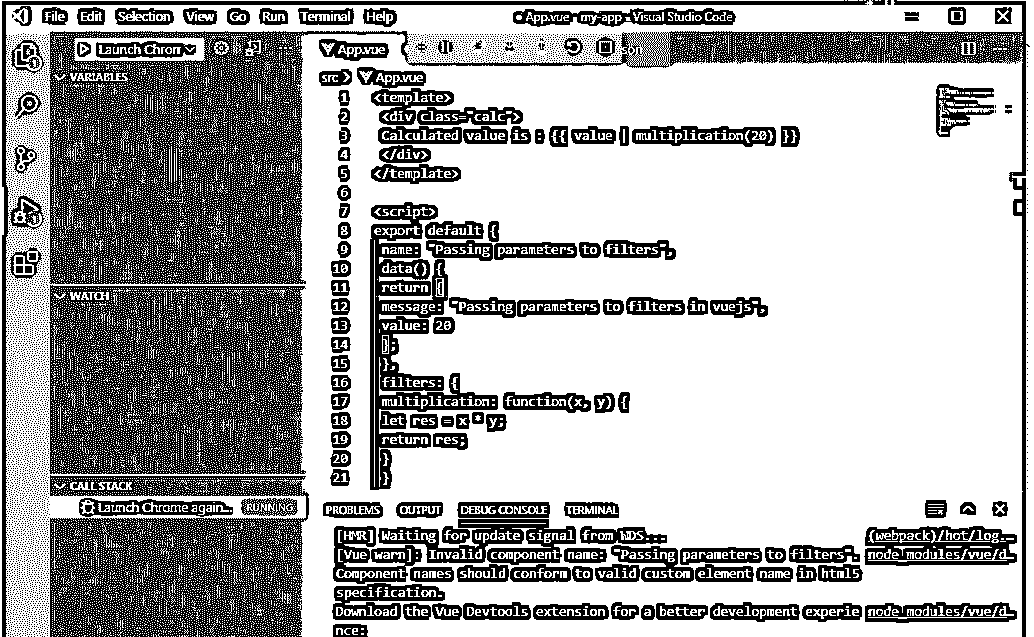 File Edit Selection View Go Run Terminal Help
● App.vue - my-app - Visual Studio Code
Launch Chrom
App.vue
VARIABLES
src > App.vue
1 <template>
2 <div class="calc">
3 Calculated value is : {{ value | multiplication(20) }}
4 </div>
5 </template>
6
7 <script>
8 export default {
9 name: "Passing parameters to filters",
10 data() {
11 return {
12 message: "Passing parameters to filters in vuejs",
13 value: 20
14 };
15 },
16 filters: {
17 multiplication: function(x, y) {
18 let res = x * y;
19 return res;
20 }
21 }
WATCH
CALL STACK
Launch Chrome again... RUNNING
PROBLEMS OUTPUT DEBUG CONSOLE TERMINAL
[HMR] Waiting for update signal from WDS... (webpack)/hot/log.…
[Vue warn]: Invalid component name: "Passing parameters to filters". node_modules/vue/d…
Component names should conform to valid custom element name in html5
specification.
Download the Vue Devtools extension for a better development experie node_modules/vue/d…
nce: